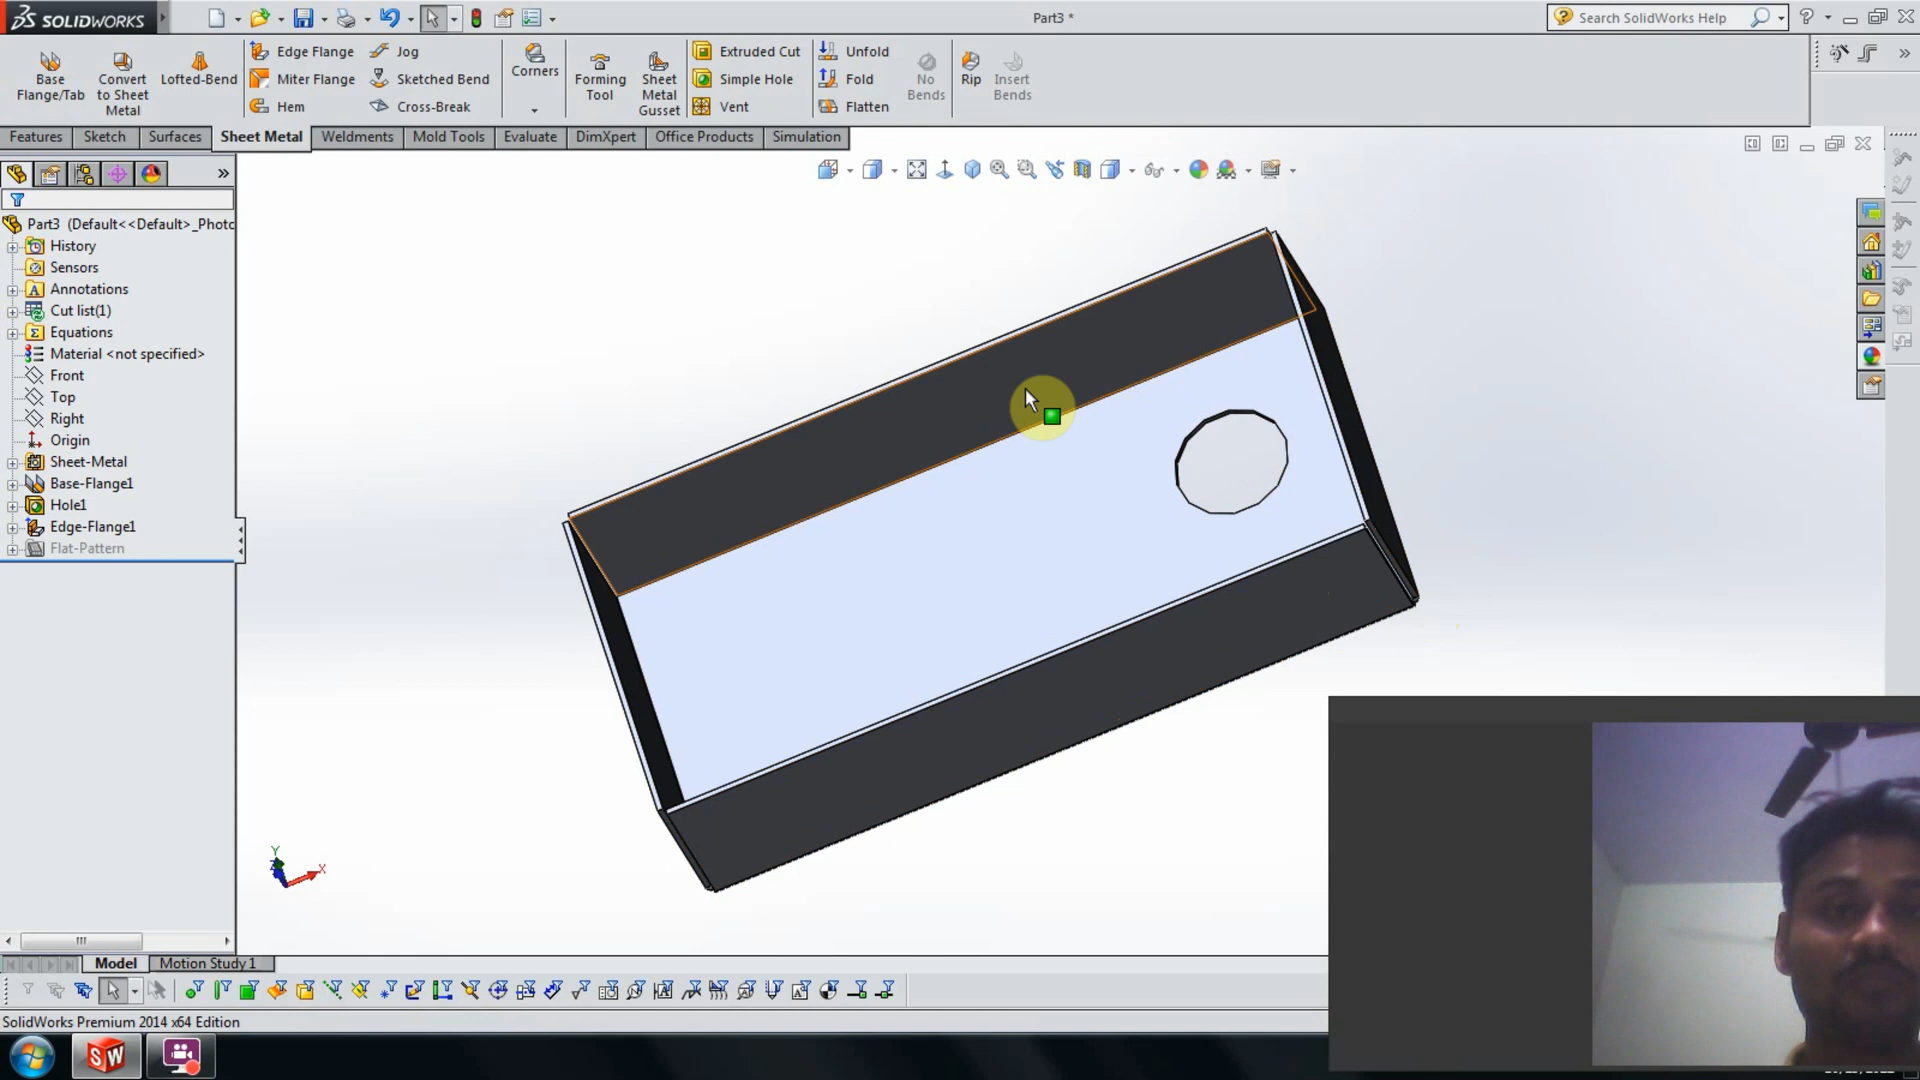 SOLIDWORKS
Part3 *
Search SolidWorks Help
Base Flange/Tab
Convert to Sheet Metal
Lofted-Bend
Edge Flange
Miter Flange
Hem
Jog
Sketched Bend
Cross-Break
Corners
Forming Tool
Sheet Metal Gusset
Extruded Cut
Simple Hole
Vent
Unfold
Fold
Flatten
No Bends
Rip
Insert Bends
Features
Sketch
Surfaces
Sheet Metal
Weldments
Mold Tools
Evaluate
DimXpert
Office Products
Simulation
Part3 (Default<<Default>_Photo
History
Sensors
Annotations
Cut list(1)
Equations
Material <not specified>
Front
Top
Right
Origin
Sheet-Metal
Base-Flange1
Hole1
Edge-Flange1
Flat-Pattern
Y
X
Model
Motion Study 1
SolidWorks Premium 2014 x64 Edition
SW